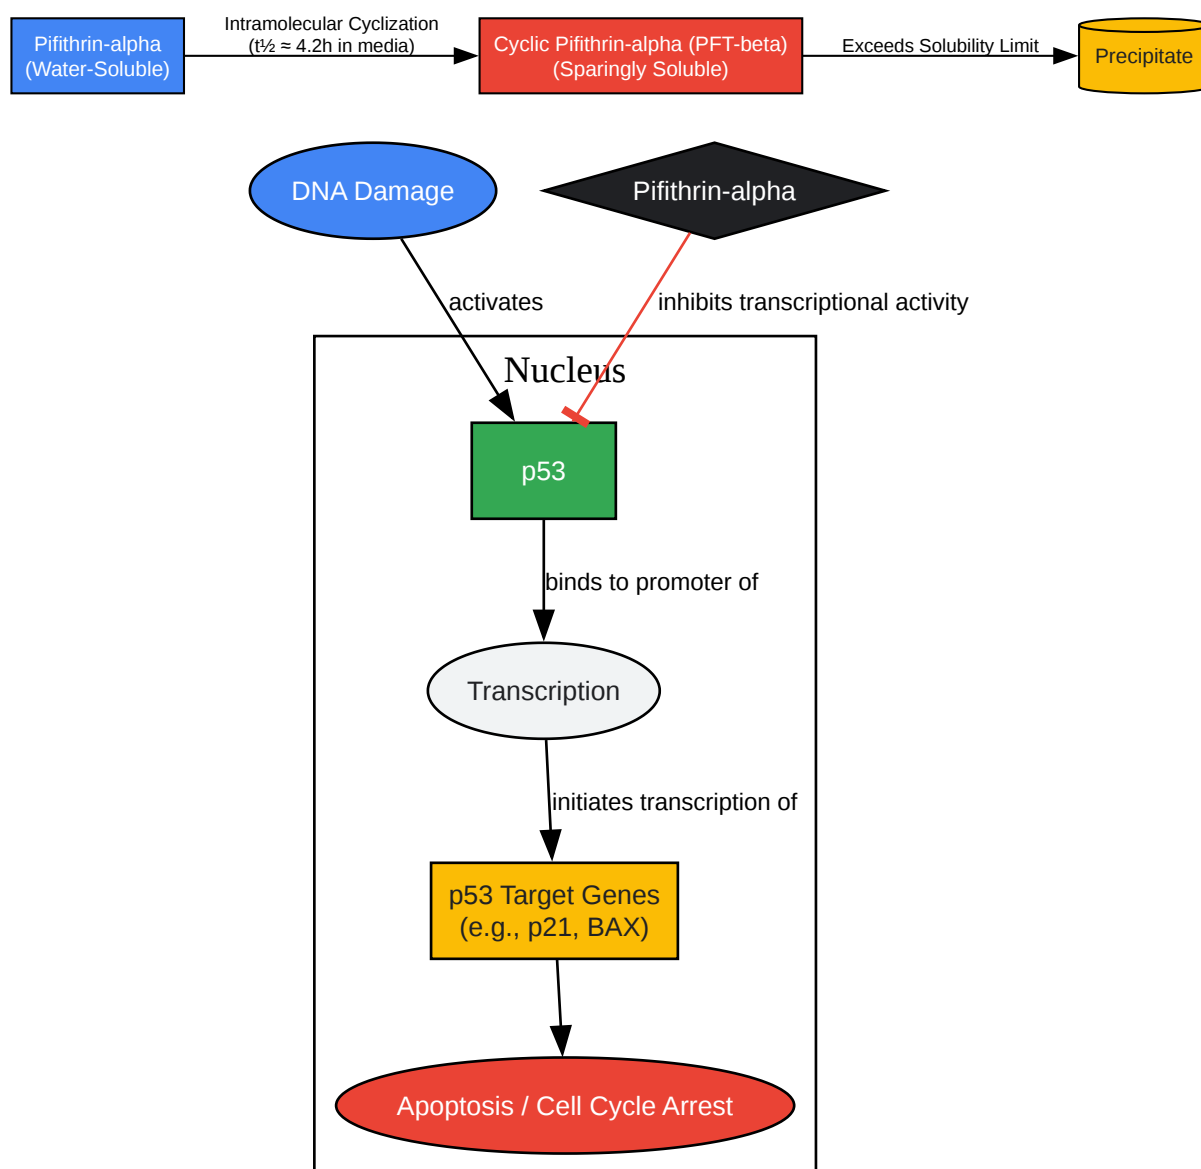 Pifithrin-alpha
(Water-Soluble)
Intramolecular Cyclization
(t½ ≈ 4.2h in media)
Cyclic Pifithrin-alpha (PFT-beta)
(Sparingly Soluble)
Exceeds Solubility Limit
Precipitate
DNA Damage
Pifithrin-alpha
activates
inhibits transcriptional activity
Nucleus
p53
binds to promoter of
Transcription
initiates transcription of
p53 Target Genes
(e.g., p21, BAX)
Apoptosis / Cell Cycle Arrest